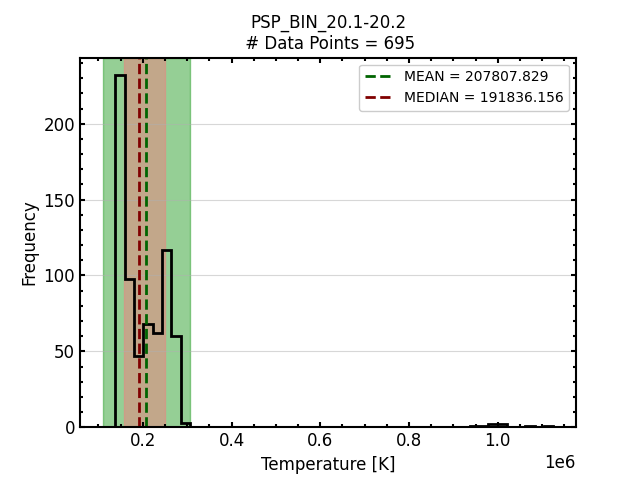 PSP_BIN_20.1-20.2
# Data Points = 695
MEAN = 207807.829
MEDIAN = 191836.156
Frequency
200
150
100
50
0
0.2 0.4 0.6 0.8 1.0
1e6
Temperature [K]